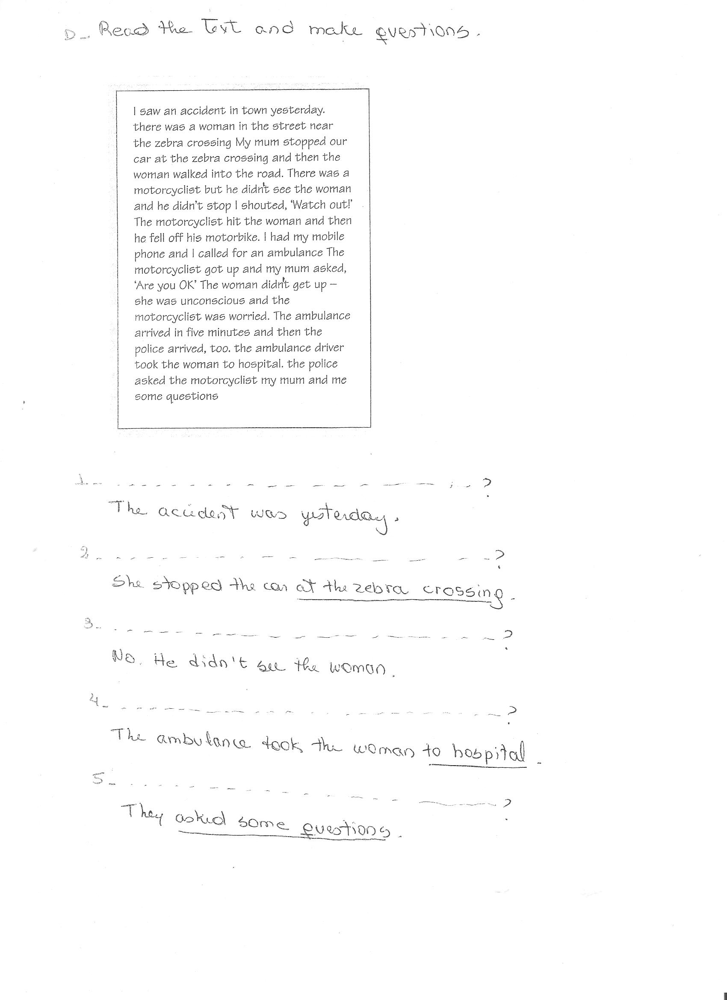 D_ Read the Text and make questions.
I saw an accident in town yesterday.
there was a woman in the street near
the zebra crossing My mum stopped our
car at the zebra crossing and then the
woman walked into the road. There was a
motorcyclist but he didn't see the woman
and he didn't stop I shouted, 'Watch out!'
The motorcyclist hit the woman and then
he fell off his motorbike. I had my mobile
phone and I called for an ambulance The
motorcyclist got up and my mum asked,
'Are you OK' The woman didn't get up –
she was unconscious and the
motorcyclist was worried. The ambulance
arrived in five minutes and then the
police arrived, too. the ambulance driver
took the woman to hospital. the police
asked the motorcyclist my mum and me
some questions
1_ _ _ _ _ _ _ _ _ _ _ _ _ _ ?
The accident was yesterday.
2_ _ _ _ _ _ _ _ _ _ _ _ _ _ ?
She stopped the car at the zebra crossing.
3_ _ _ _ _ _ _ _ _ _ _ _ _ _ ?
No. He didn't see the woman.
4_ _ _ _ _ _ _ _ _ _ _ _ _ _ ?
The ambulance took the woman to hospital.
5_ _ _ _ _ _ _ _ _ _ _ _ _ _ ?
They asked some questions.